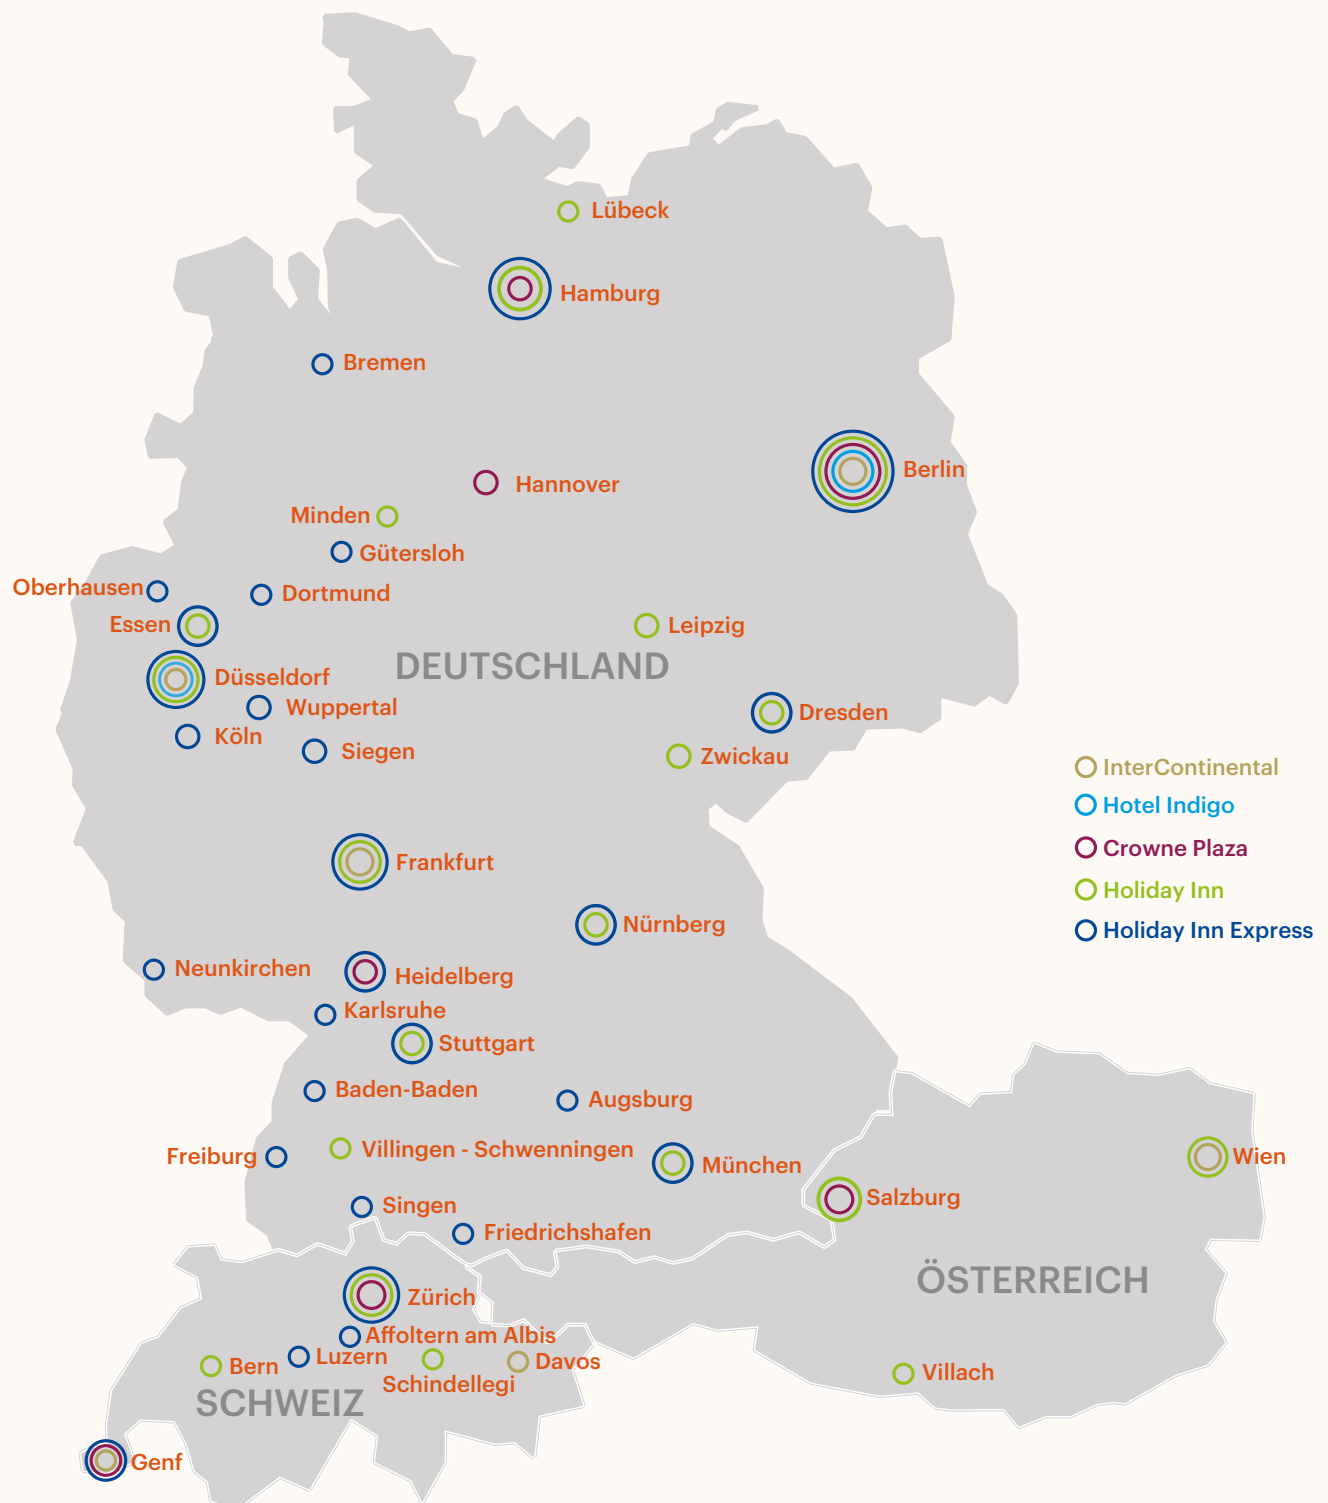 Lübeck
Hamburg
Bremen
Berlin
Hannover
Minden
Gütersloh
Oberhausen
Dortmund
Essen
Leipzig
DEUTSCHLAND
Düsseldorf
Wuppertal
Dresden
Köln
Siegen
Zwickau
InterContinental
Hotel Indigo
Crowne Plaza
Holiday Inn
Holiday Inn Express
Frankfurt
Nürnberg
Neunkirchen
Heidelberg
Karlsruhe
Stuttgart
Baden-Baden
Augsburg
Villingen - Schwenningen
Freiburg
München
Wien
Salzburg
Singen
Friedrichshafen
ÖSTERREICH
Zürich
Affoltern am Albis
Luzern
Bern
Davos
Schindellegi
Villach
SCHWEIZ
Genf